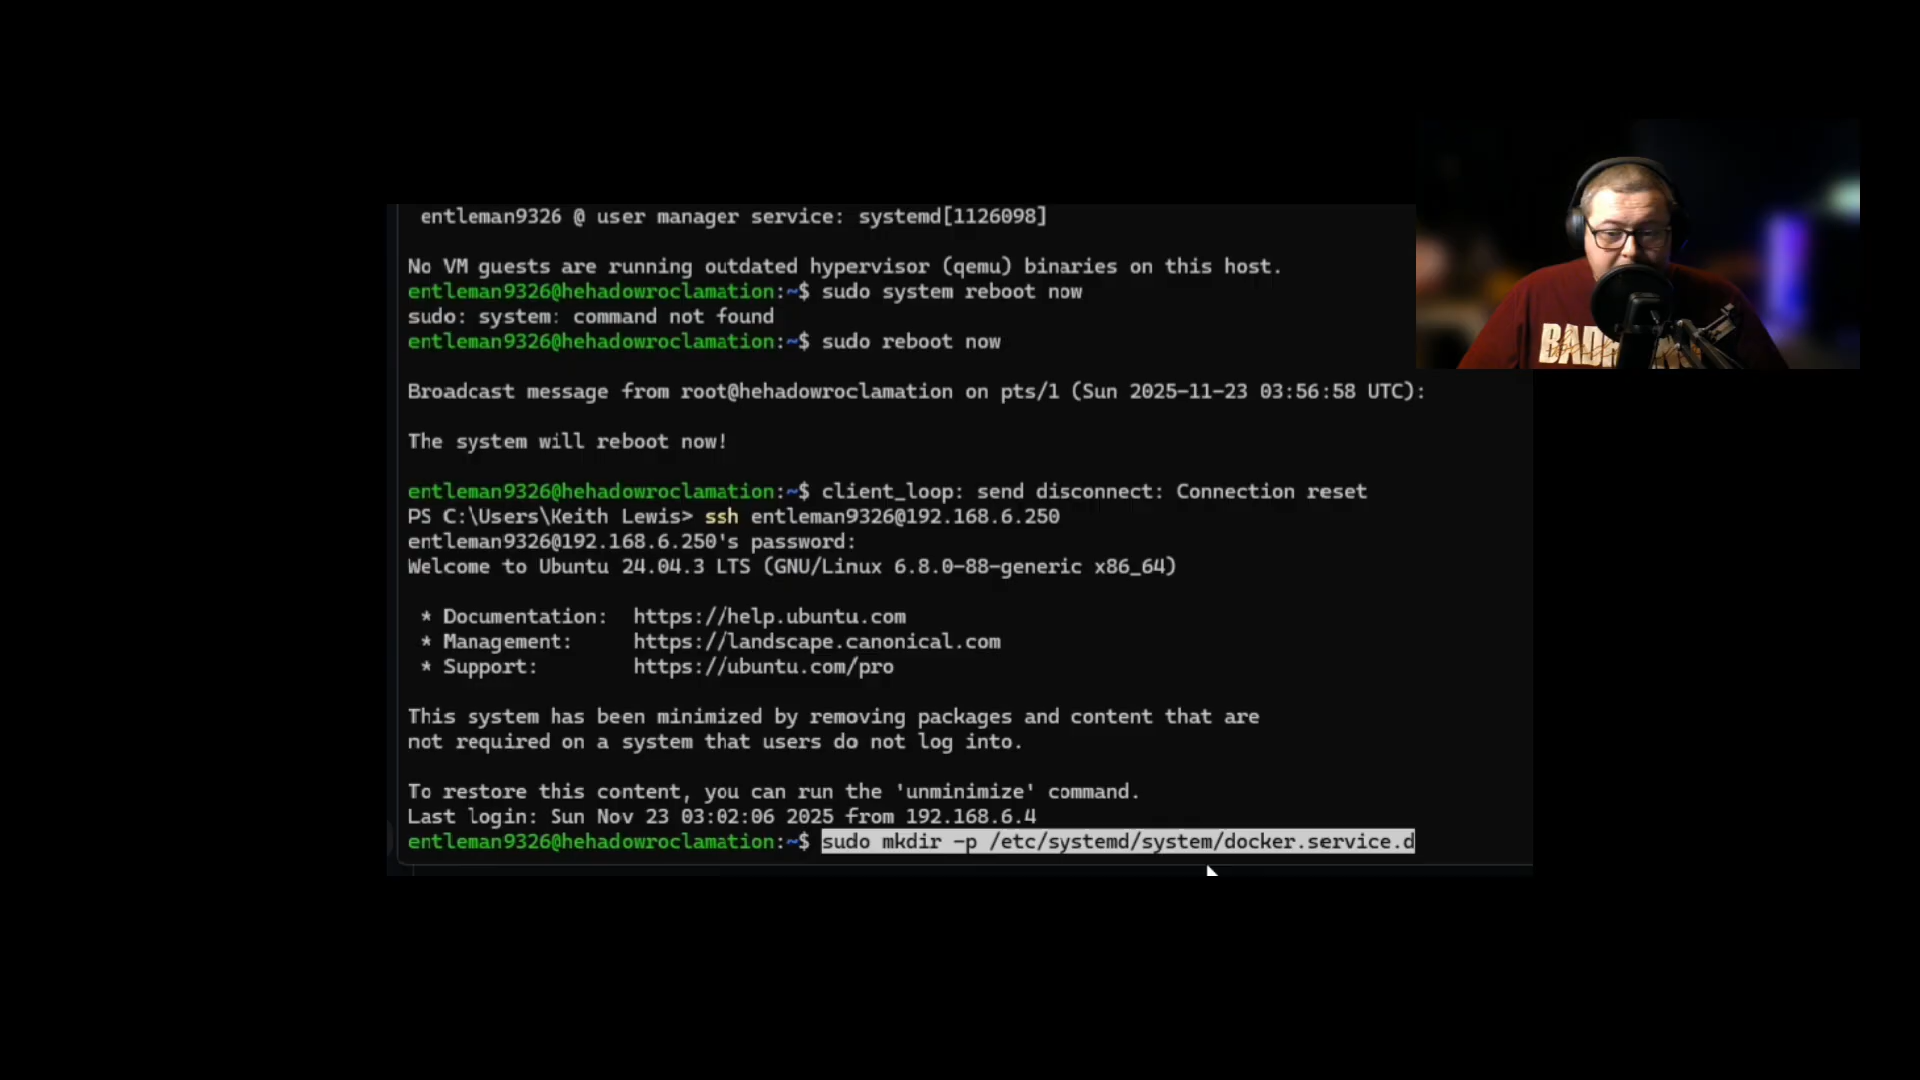 entleman9326 @ user manager service: systemd[1126098]
No VM guests are running outdated hypervisor (qemu) binaries on this host.
entleman9326@hehadowroclamation:~$ sudo system reboot now
sudo: system: command not found
entleman9326@hehadowroclamation:~$ sudo reboot now
Broadcast message from root@hehadowroclamation on pts/1 (Sun 2025-11-23 03:56:58 UTC):
The system will reboot now!
entleman9326@hehadowroclamation:~$ client_loop: send disconnect: Connection reset
PS C:\Users\Keith Lewis> ssh entleman9326@192.168.6.250
entleman9326@192.168.6.250's password:
Welcome to Ubuntu 24.04.3 LTS (GNU/Linux 6.8.0-88-generic x86_64)
* Documentation: https://help.ubuntu.com
* Management: https://landscape.canonical.com
* Support: https://ubuntu.com/pro
This system has been minimized by removing packages and content that are
not required on a system that users do not log into.
To restore this content, you can run the 'unminimize' command.
Last login: Sun Nov 23 03:02:06 2025 from 192.168.6.4
entleman9326@hehadowroclamation:~$ sudo mkdir -p /etc/systemd/system/docker.service.d